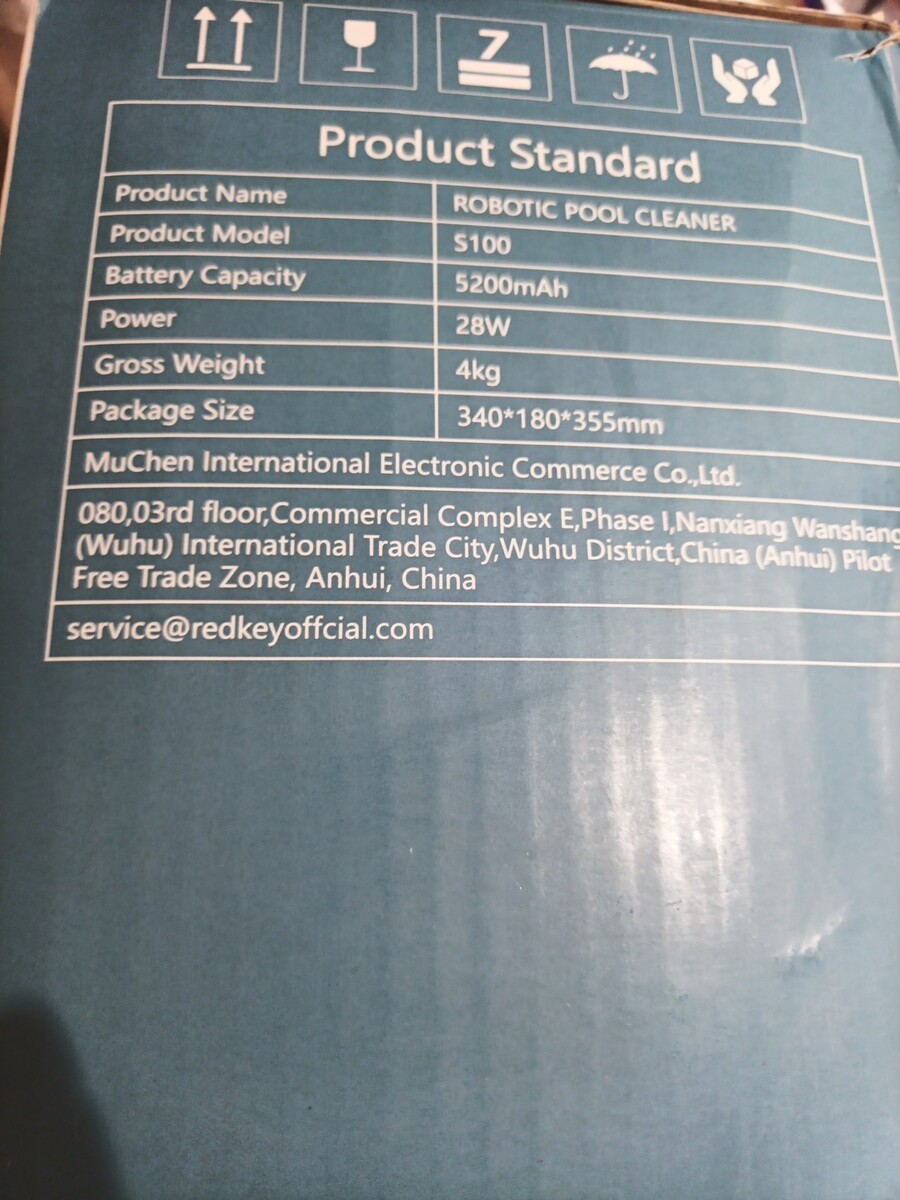 7
Product Standard
Product Name ROBOTIC POOL CLEANER
Product Model S100
Battery Capacity 5200mAh
Power 28W
Gross Weight 4kg
Package Size 340*180*355mm
MuChen International Electronic Commerce Co.,Ltd.
080,03rd floor,Commercial Complex E,Phase I,Nanxiang Wanshang
(Wuhu) International Trade City,Wuhu District,China (Anhui) Pilot
Free Trade Zone, Anhui, China
service@redkeyoffcial.com